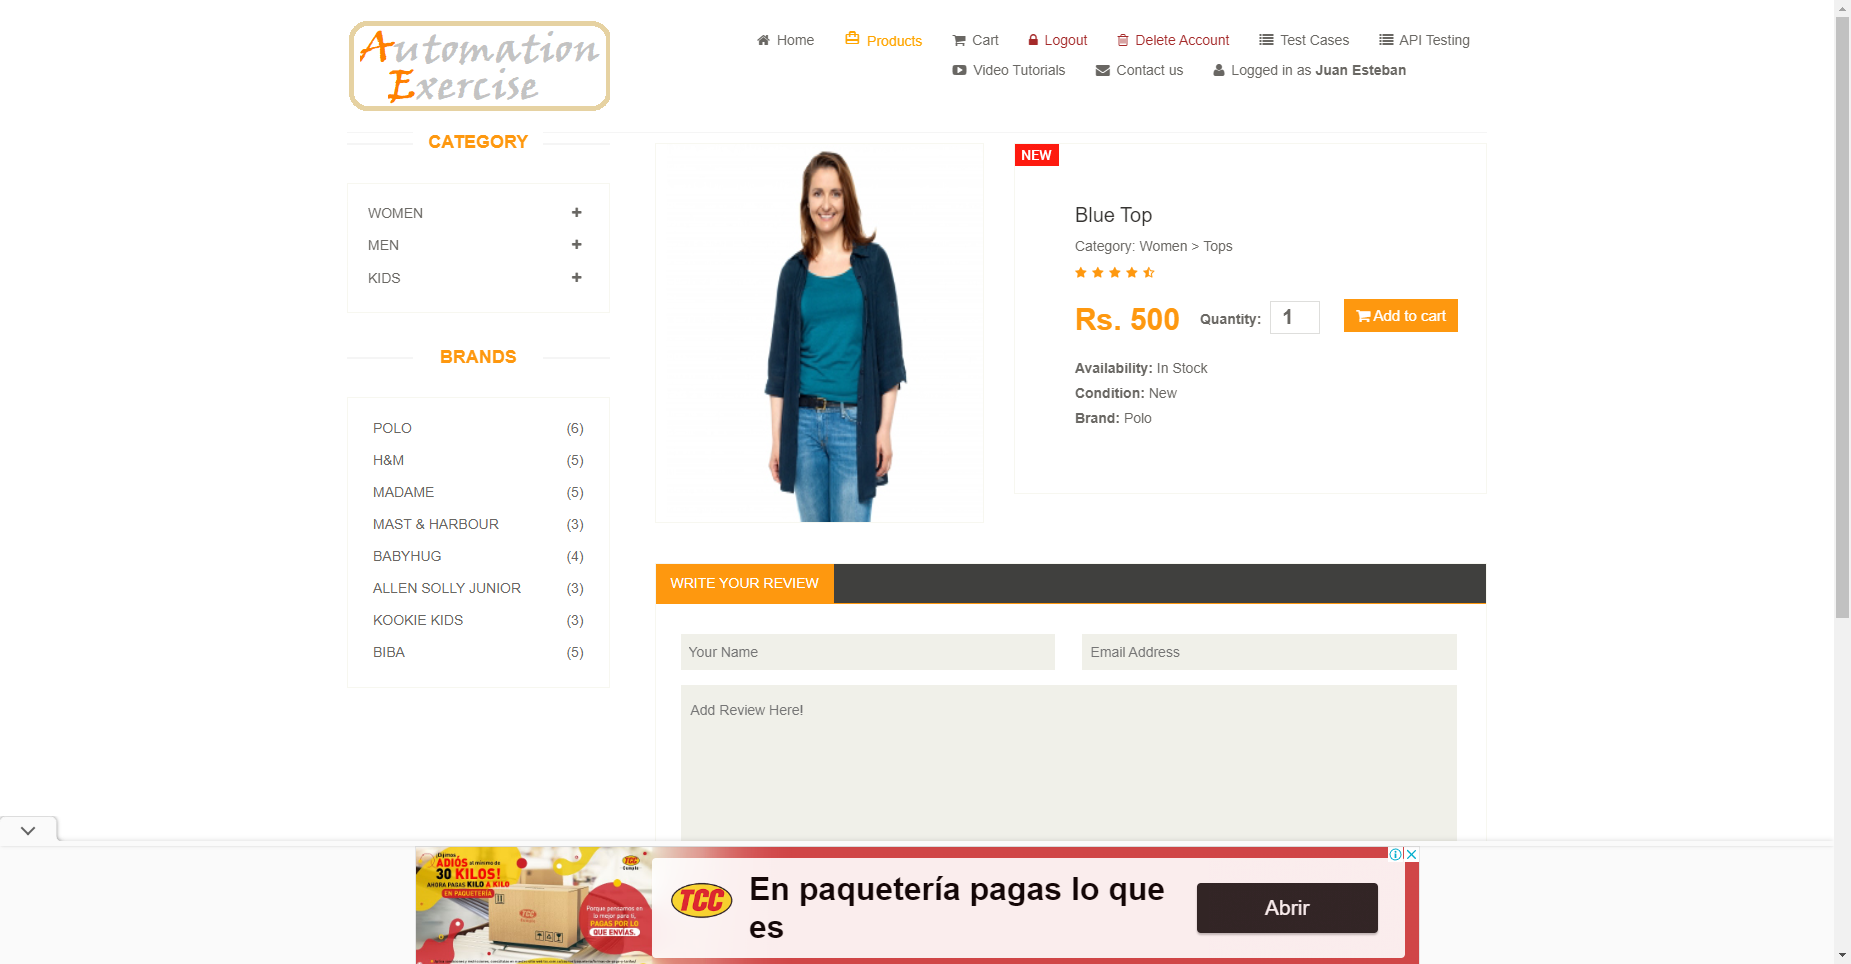 Automation
Exercise
Home
Products
Cart
Logout
Delete Account
Test Cases
API Testing
Video Tutorials
Contact us
Logged in as Juan Esteban
CATEGORY
WOMEN
MEN
KIDS
BRANDS
POLO (6)
H&M (5)
MADAME (5)
MAST & HARBOUR (3)
BABYHUG (4)
ALLEN SOLLY JUNIOR (3)
KOOKIE KIDS (3)
BIBA (5)
NEW
Blue Top
Category: Women > Tops
Rs. 500
Quantity: 1
Add to cart
Availability: In Stock
Condition: New
Brand: Polo
WRITE YOUR REVIEW
Your Name
Email Address
Add Review Here!
¡Dijimos
ADIÓS al mínimo de
30 KILOS!
AHORA PAGAS KILO A KILO
EN PAQUETERÍA
TCC
Cumple
TCC
Porque pensamos en
lo mejor para ti,
PAGAS POR LO
QUE ENVÍAS.
TCC
En paquetería pagas lo que
es
Abrir